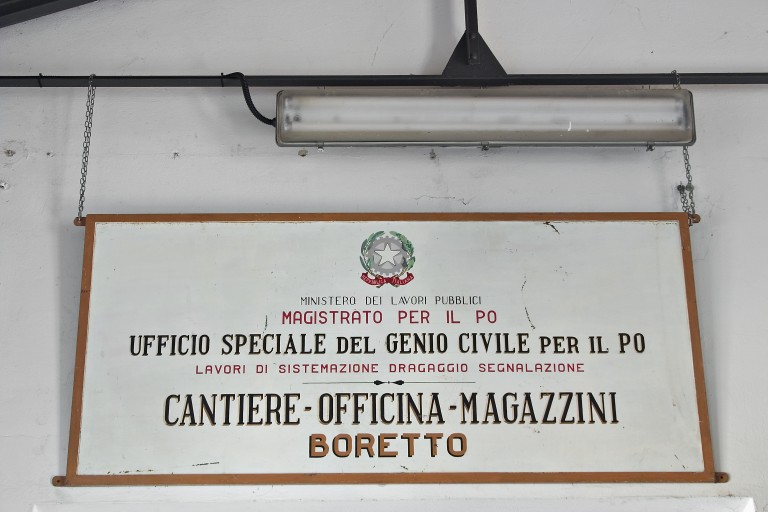 MINISTERO DEI LAVORI PUBBLICI
MAGISTRATO PER IL PO
UFFICIO SPECIALE DEL GENIO CIVILE PER IL PO
LAVORI DI SISTEMAZIONE DRAGAGGIO SEGNALAZIONE
CANTIERE-OFFICINA-MAGAZZINI
BORETTO